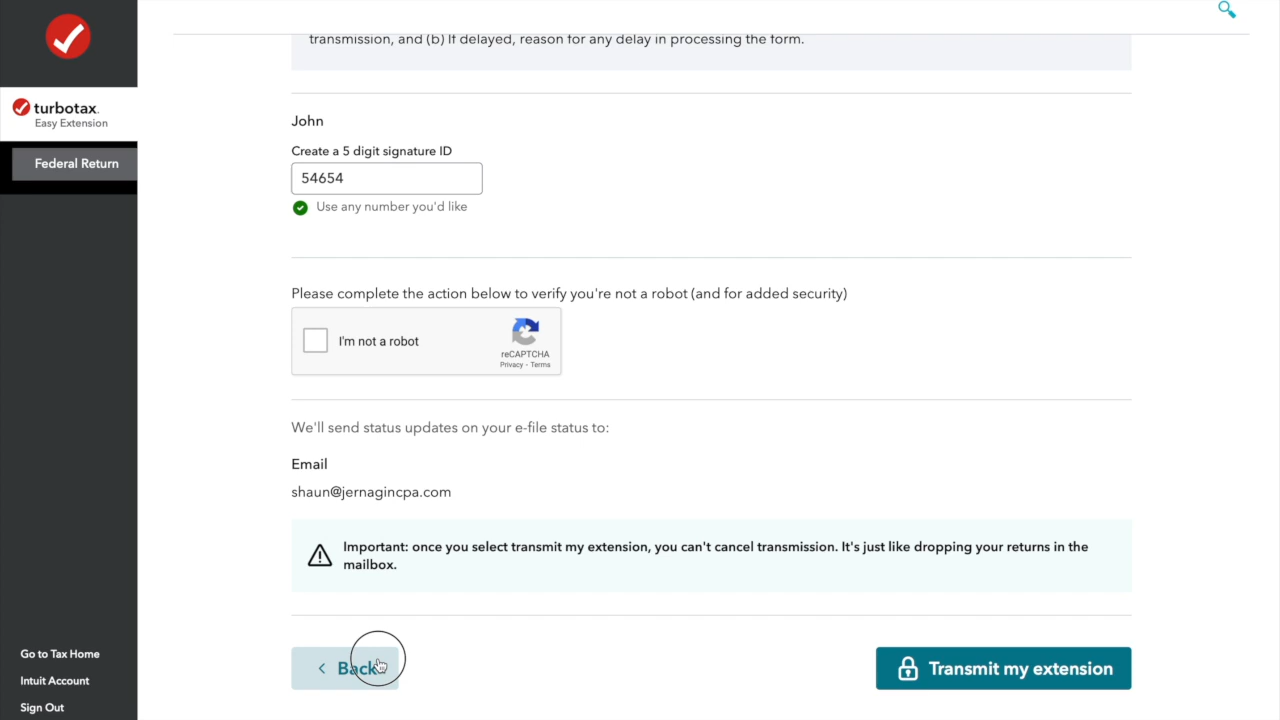 turbotax.
Easy Extension
Federal Return
Go to Tax Home
Intuit Account
Sign Out
transmission, and (b) If delayed, reason for any delay in processing the form.
John
Create a 5 digit signature ID
54654
Use any number you'd like
Please complete the action below to verify you're not a robot (and for added security)
I'm not a robot
reCAPTCHA
Privacy - Terms
We'll send status updates on your e-file status to:
Email
shaun@jernagincpa.com
Important: once you select transmit my extension, you can't cancel transmission. It's just like dropping your returns in the
mailbox.
Back
Transmit my extension